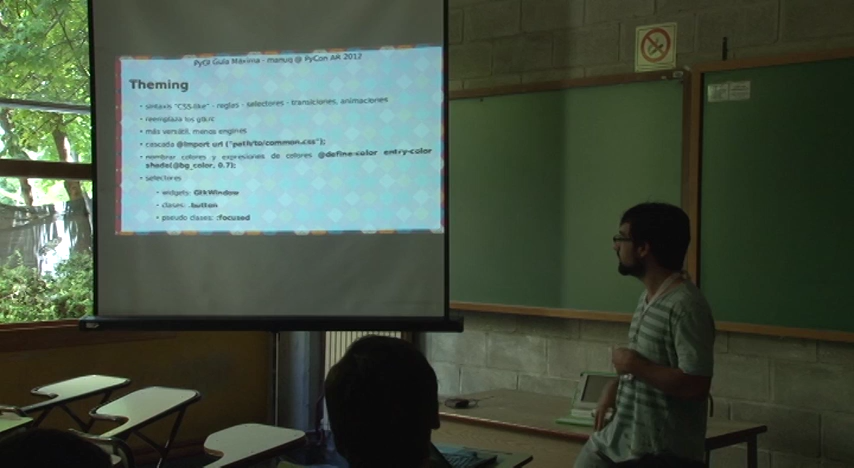 PyGI Guía Máxima - manuq @ PyCon AR 2012
Theming
• sintaxis "CSS-like" - reglas - selectores - transiciones, animaciones
• reemplaza los gtkrc
• más versátil, menos engines
• cascada @import url ("path/to/common.css");
• nombrar colores y expresiones de colores @define-color entry-color
shade(@bg_color, 0.7);
• selectores
• widgets: GtkWindow
• clases: .button
• pseudo clases: :focused